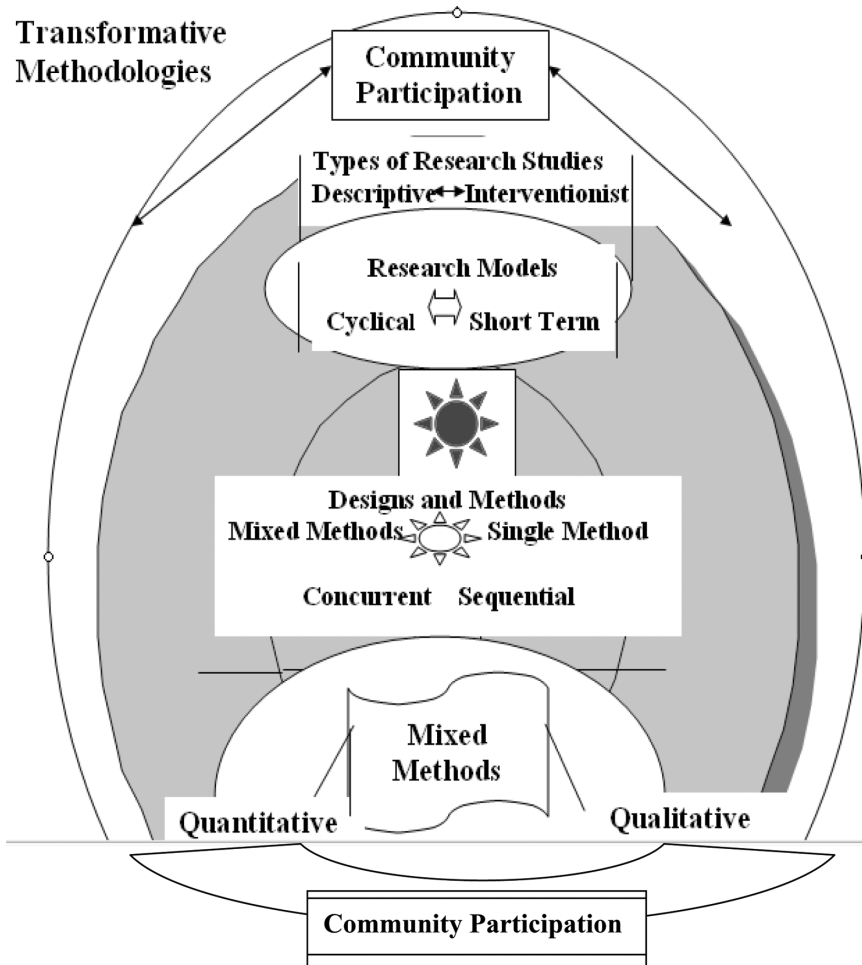 Transformative
Methodologies
Community
Participation
Types of Research Studies
Descriptive Interventionist
Research Models
Cyclical Short Term
Designs and Methods
Mixed Methods Single Method
Concurrent Sequential
Mixed
Methods
Quantitative Qualitative
Community Participation